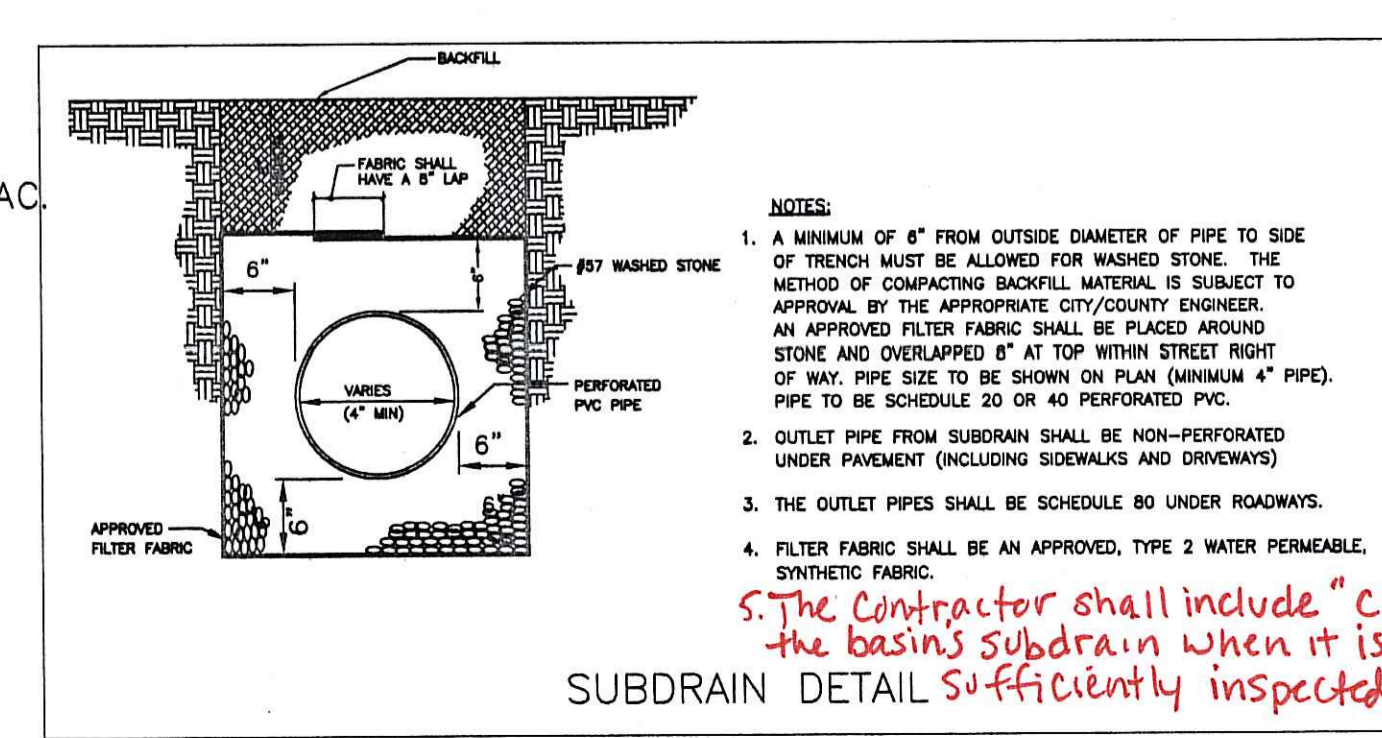 BACKFILL
AC.
FABRIC SHALL
HAVE A 8" LAP
6"
6"
#57 WASHED STONE
VARIES
(4" MIN)
PERFORATED
PVC PIPE
6"
6"
APPROVED
FILTER FABRIC
NOTES:
1. A MINIMUM OF 6" FROM OUTSIDE DIAMETER OF PIPE TO SIDE
OF TRENCH MUST BE ALLOWED FOR WASHED STONE. THE
METHOD OF COMPACTING BACKFILL MATERIAL IS SUBJECT TO
APPROVAL BY THE APPROPRIATE CITY/COUNTY ENGINEER.
AN APPROVED FILTER FABRIC SHALL BE PLACED AROUND
STONE AND OVERLAPPED 8" AT TOP WITHIN STREET RIGHT
OF WAY. PIPE SIZE TO BE SHOWN ON PLAN (MINIMUM 4" PIPE).
PIPE TO BE SCHEDULE 20 OR 40 PERFORATED PVC.
2. OUTLET PIPE FROM SUBDRAIN SHALL BE NON-PERFORATED
UNDER PAVEMENT (INCLUDING SIDEWALKS AND DRIVEWAYS)
3. THE OUTLET PIPES SHALL BE SCHEDULE 80 UNDER ROADWAYS.
4. FILTER FABRIC SHALL BE AN APPROVED, TYPE 2 WATER PERMEABLE,
SYNTHETIC FABRIC.
5. The Contractor shall include "C
the basin's subdrain when it is
sufficiently inspected
SUBDRAIN DETAIL